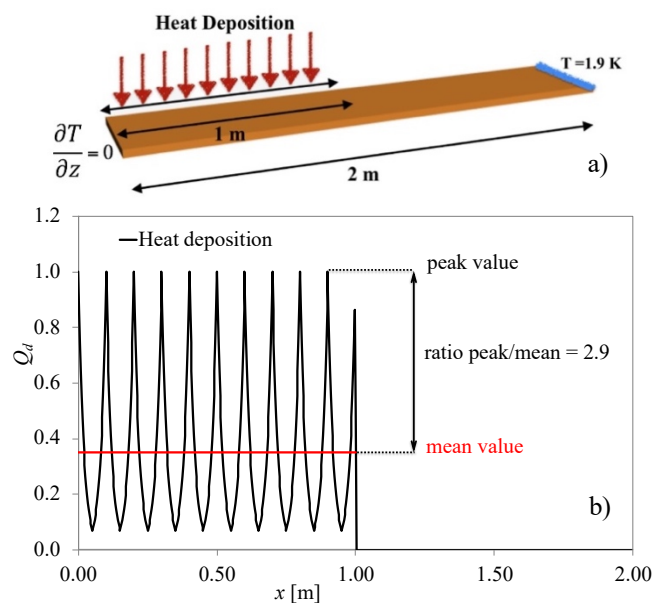 Heat Deposition
T =1.9 K
1 m
∂T
∂z
=0
2 m
a)
1.2
Heat deposition
peak value
1.0
0.8
ratio peak/mean = 2.9
Q_d
0.6
0.4
mean value
0.2
b)
0.0
0.00 0.50 1.00 1.50 2.00
x [m]